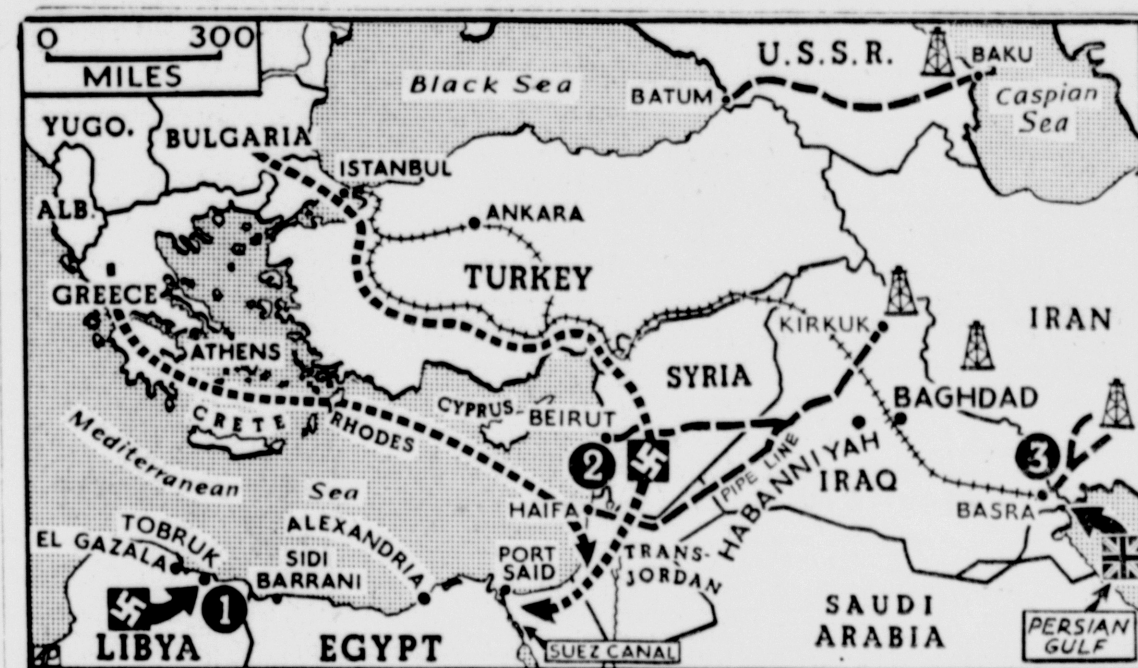 0 300
MILES
Black Sea
U.S.S.R.
BAKU
BATUM
Caspian
Sea
YUGO.
BULGARIA
ISTANBUL
ALB.
ANKARA
GREECE
TURKEY
KIRKUK
IRAN
ATHENS
SYRIA
CRETE
RHODES
CYPRUS
BEIRUT
BAGHDAD
Mediterranean
Sea
2
PIPE LINE
HABANNIYAH
IRAQ
3
HAIFA
BASRA
TOBRUK
EL GAZALA
SIDI
BARRANI
ALEXANDRIA
PORT
SAID
TRANS-
JORDAN
1
LIBYA
EGYPT
SUEZ CANAL
SAUDI
ARABIA
PERSIAN
GULF